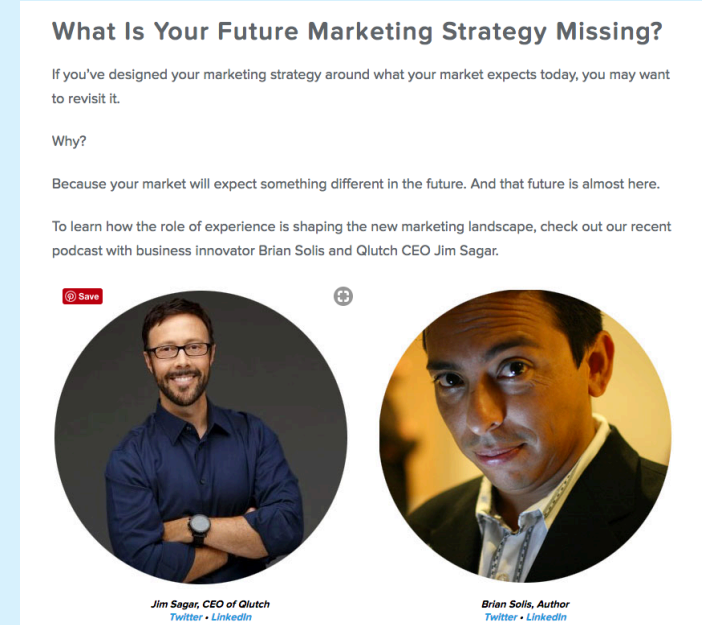 What Is Your Future Marketing Strategy Missing?
If you've designed your marketing strategy around what your market expects today, you may want
to revisit it.
Why?
Because your market will expect something different in the future. And that future is almost here.
To learn how the role of experience is shaping the new marketing landscape, check out our recent
podcast with business innovator Brian Solis and Qlutch CEO Jim Sagar.
Save
Jim Sagar, CEO of Qlutch
Twitter • LinkedIn
Brian Solis, Author
Twitter • LinkedIn